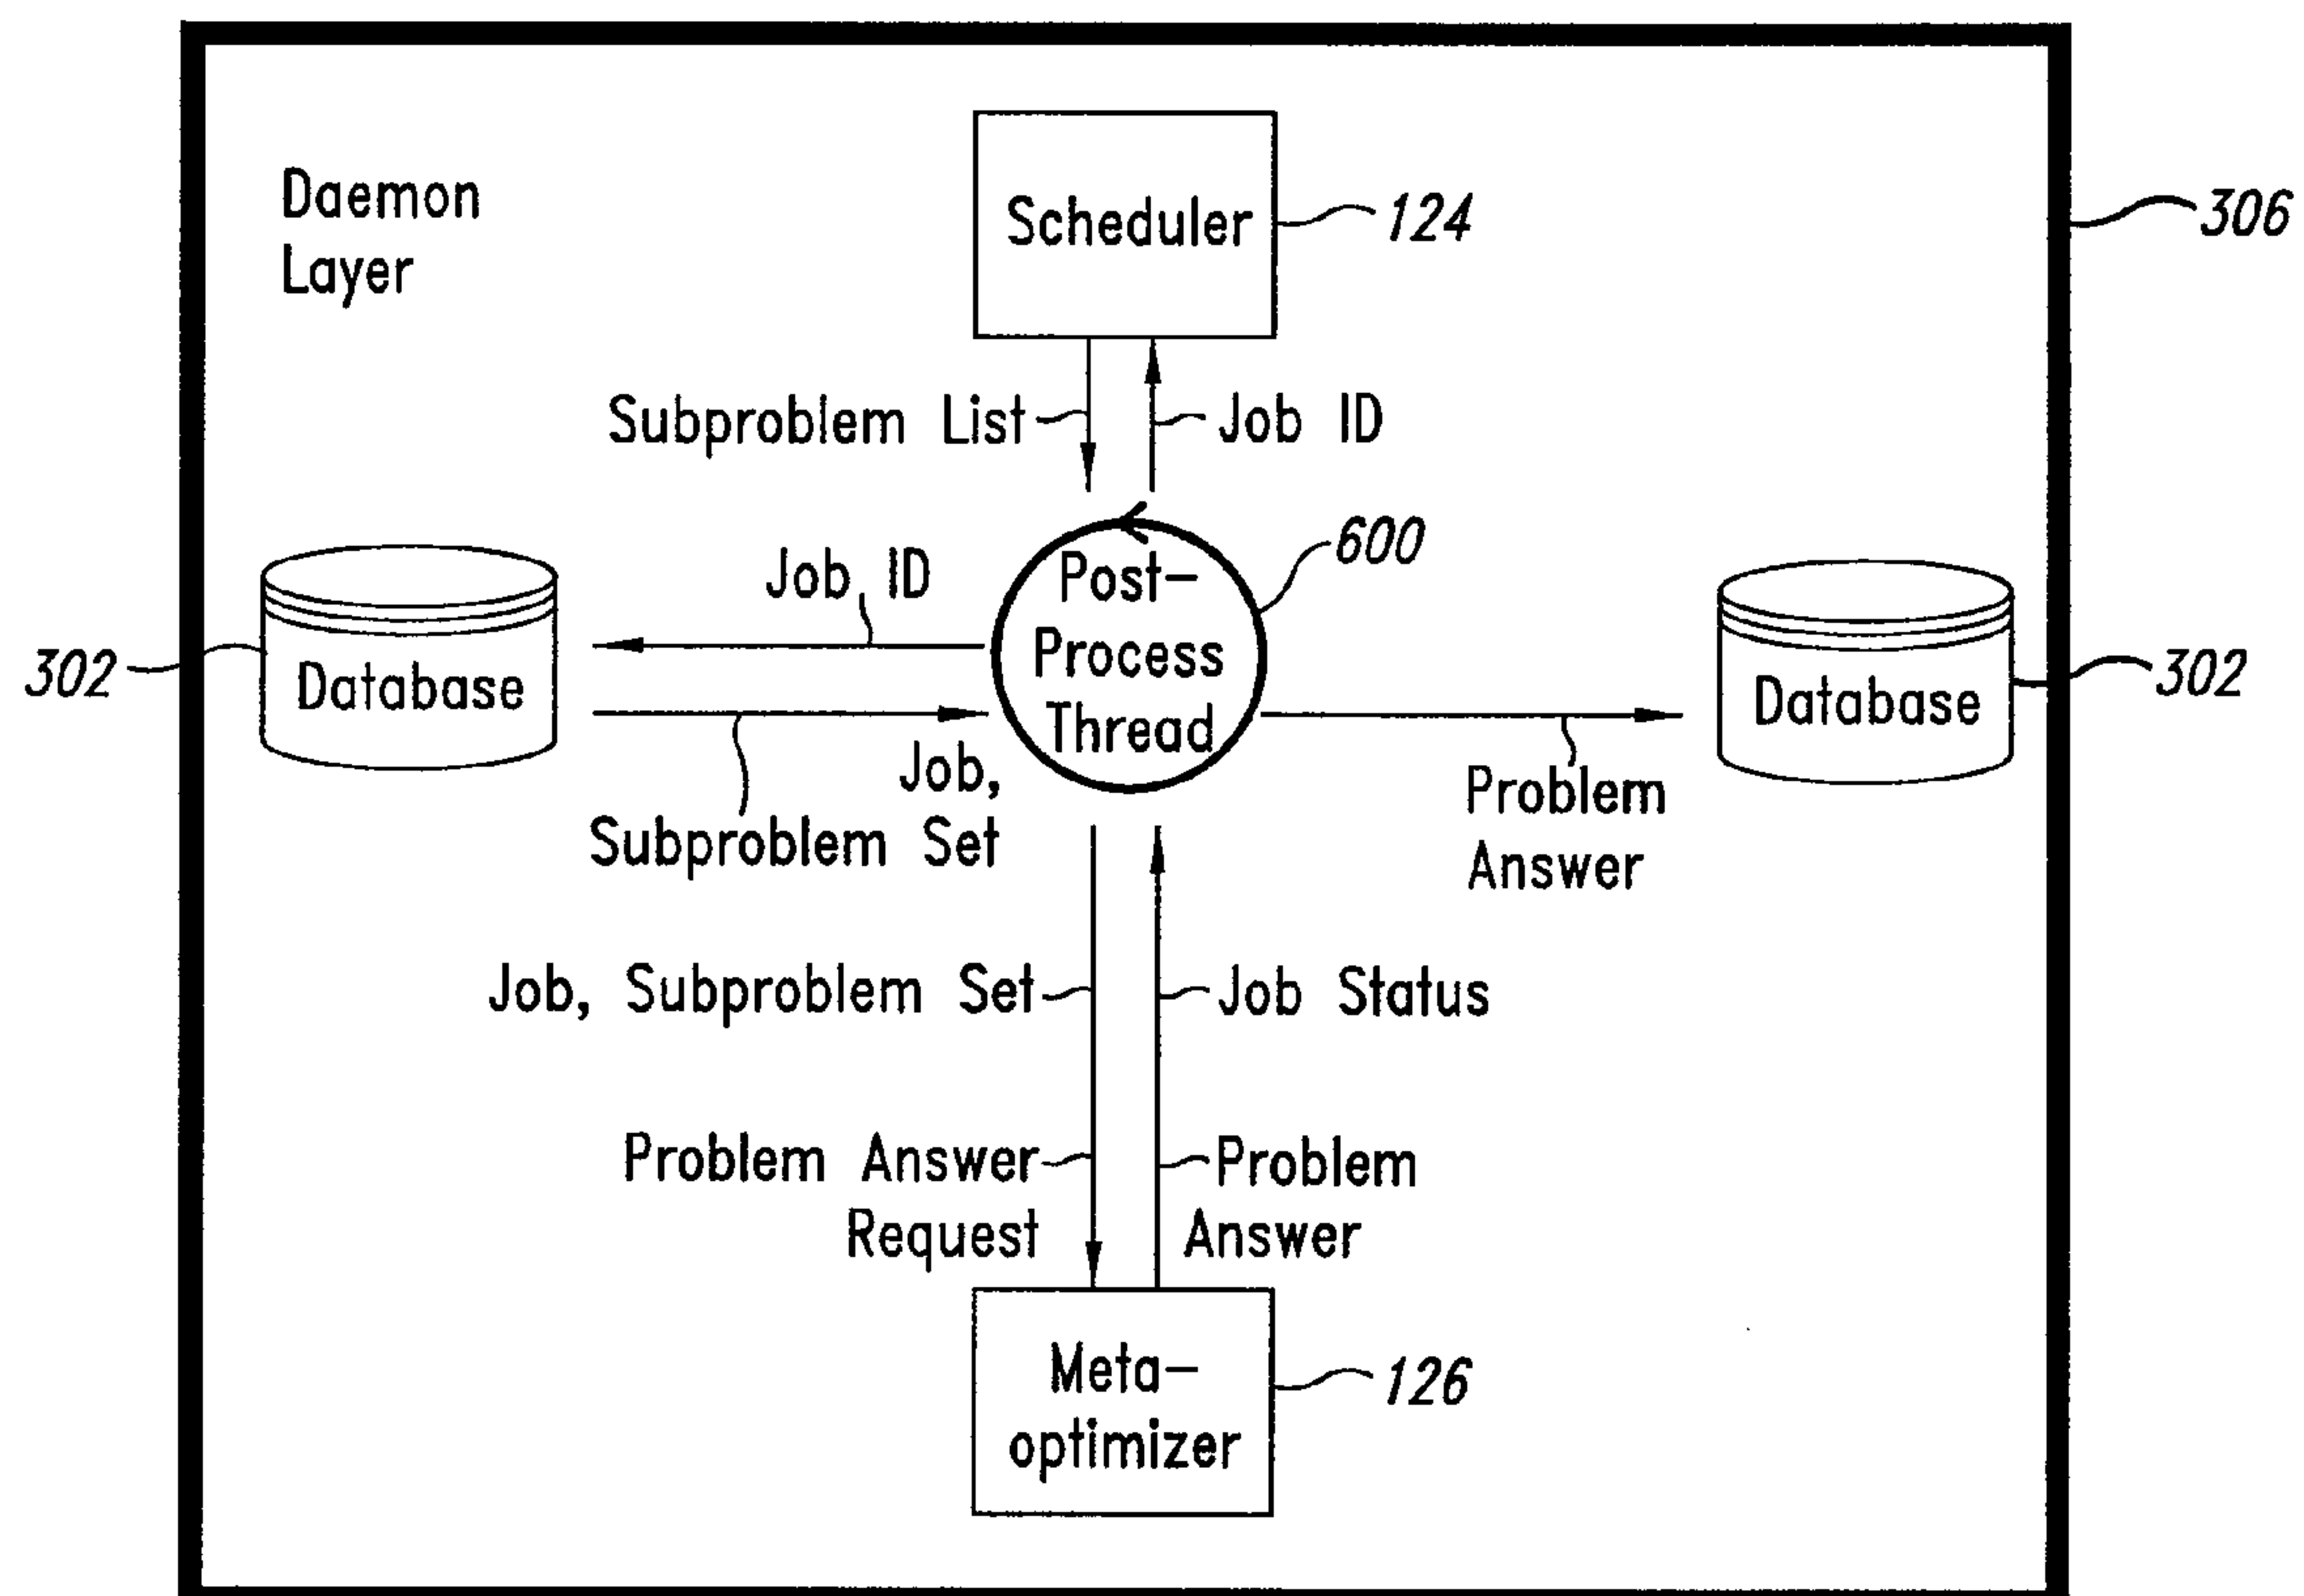 Daemon
Layer
Scheduler
124
306
Subproblem List
Job ID
600
Job ID
Post-
Process
Thread
302
Database
Database
302
Job,
Subproblem Set
Problem
Answer
Job, Subproblem Set
Job Status
Problem Answer
Request
Problem
Answer
Meta-
optimizer
126